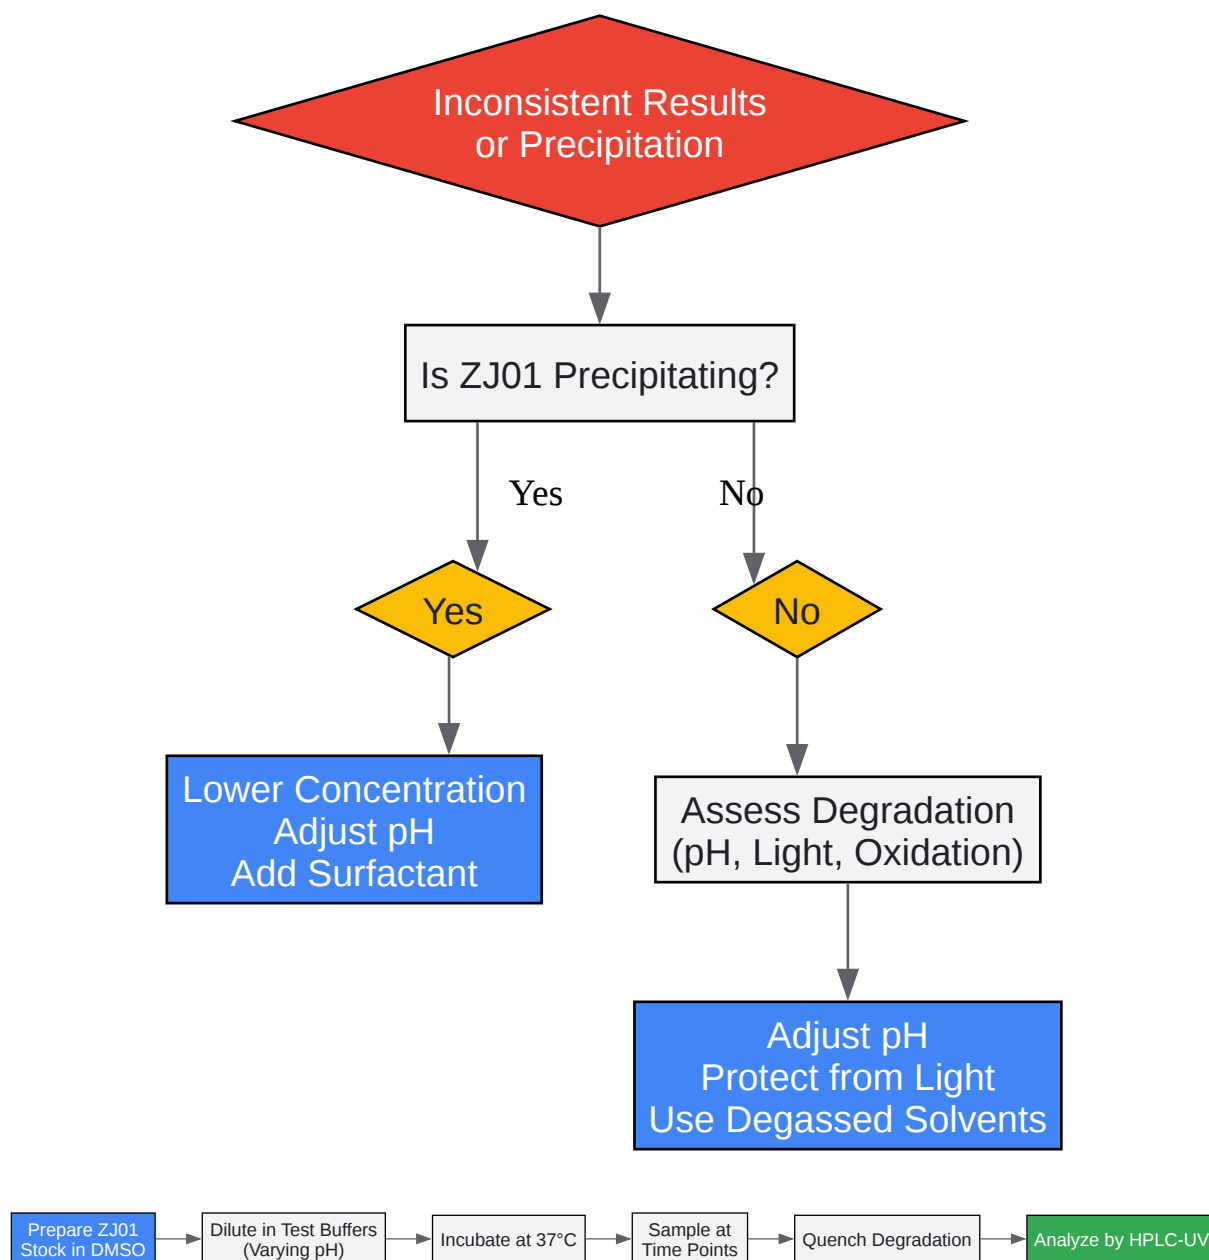 Inconsistent Results
or Precipitation
Is ZJ01 Precipitating?
Yes
No
Yes
No
Lower Concentration
Adjust pH
Add Surfactant
Assess Degradation
(pH, Light, Oxidation)
Adjust pH
Protect from Light
Use Degassed Solvents
Prepare ZJ01
Stock in DMSO
Dilute in Test Buffers
(Varying pH)
Incubate at 37°C
Sample at
Time Points
Quench Degradation
Analyze by HPLC-UV